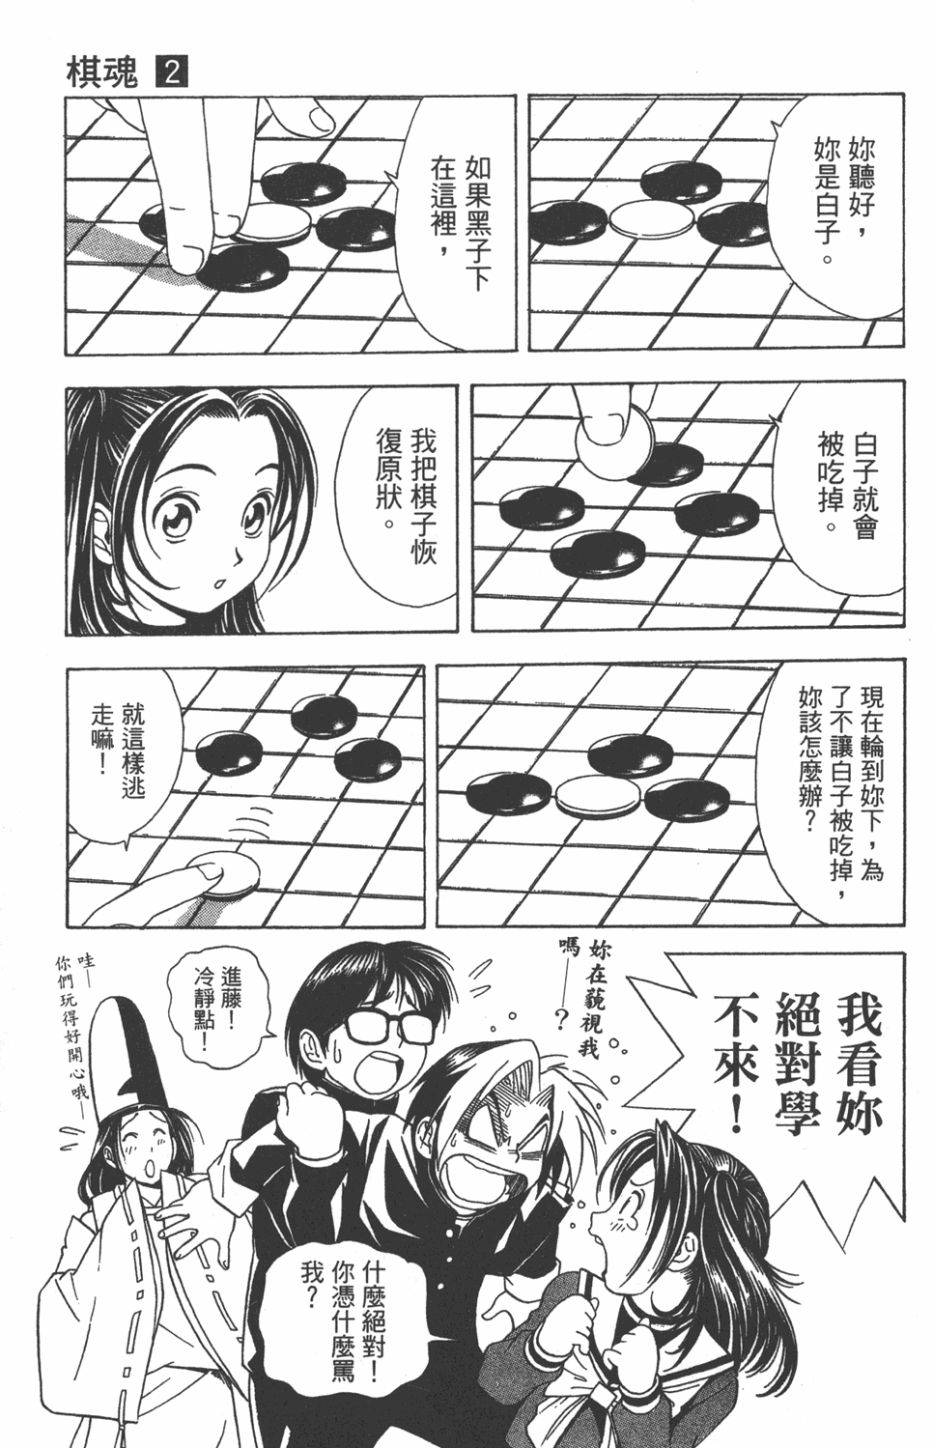 棋魂 2
妳聽好，
妳是白子。
如果黑子下
在這裡，
白子就會
被吃掉。
我把棋子恢
復原狀。
現在輪到妳下，為
了不讓白子被吃掉，
妳該怎麼辦？
就這樣逃
走嘛！
我看妳
絕對學
不來！
妳在藐視我
嗎—？
進藤！
冷靜點！
哇—
你們玩得好開心哦—
什麼絕對！
你憑什麼罵
我？